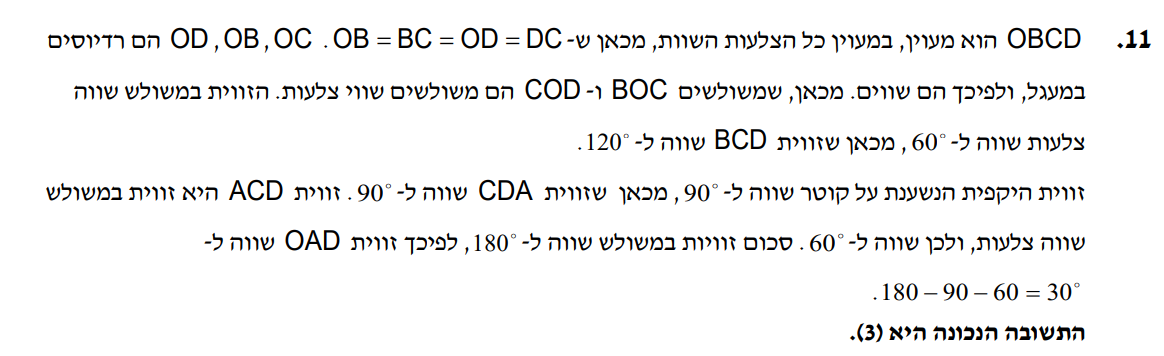 11. OBCD הוא מעוין, במעוין כל הצלעות השוות, מכאן ש-OB = BC = OD = DC . OD , OB , OC הם רדיוסים
במעגל, ולפיכך הם שווים. מכאן, שמשולשים BOC ו- COD הם משולשים שווי צלעות. הזווית במשולש שווה
צלעות שווה ל- 60° , מכאן שזווית BCD שווה ל- 120° .
זווית היקפית הנשענת על קוטר שווה ל- 90° , מכאן שזווית CDA שווה ל- 90° . זווית ACD היא זווית במשולש
שווה צלעות, ולכן שווה ל- 60° . סכום זוויות במשולש שווה ל- 180° , לפיכך זווית OAD שווה ל-
180 – 90 – 60 = 30° .
התשובה הנכונה היא (3).